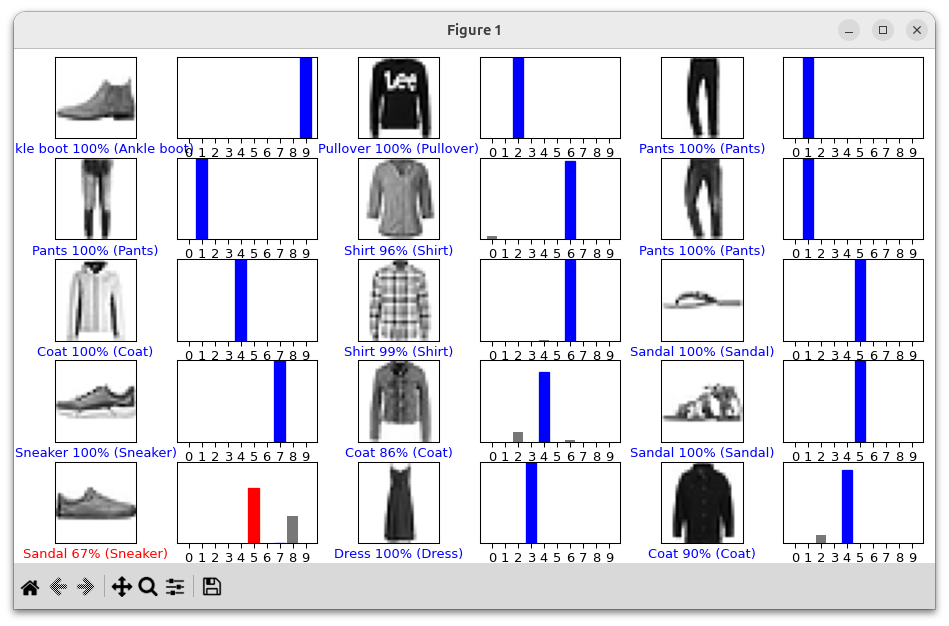 Figure 1
kle boot 100% (Ankle boot)
0 1 2 3 4 5 6 7 8 9
Lee
Pullover 100% (Pullover)
0 1 2 3 4 5 6 7 8 9
Pants 100% (Pants)
0 1 2 3 4 5 6 7 8 9
Pants 100% (Pants)
0 1 2 3 4 5 6 7 8 9
Shirt 96% (Shirt)
0 1 2 3 4 5 6 7 8 9
Pants 100% (Pants)
0 1 2 3 4 5 6 7 8 9
Coat 100% (Coat)
0 1 2 3 4 5 6 7 8 9
Shirt 99% (Shirt)
0 1 2 3 4 5 6 7 8 9
Sandal 100% (Sandal)
0 1 2 3 4 5 6 7 8 9
Sneaker 100% (Sneaker)
0 1 2 3 4 5 6 7 8 9
Coat 86% (Coat)
0 1 2 3 4 5 6 7 8 9
Sandal 100% (Sandal)
0 1 2 3 4 5 6 7 8 9
Sandal 67% (Sneaker)
0 1 2 3 4 5 6 7 8 9
Dress 100% (Dress)
0 1 2 3 4 5 6 7 8 9
Coat 90% (Coat)
0 1 2 3 4 5 6 7 8 9